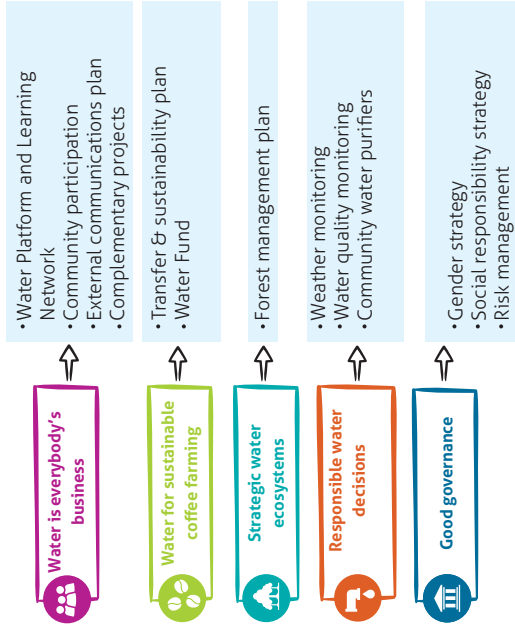 Water is everybody's
business
• Water Platform and Learning
Network
• Community participation
• External communications plan
• Complementary projects
Water for sustainable
coffee farming
• Transfer & sustainability plan
• Water Fund
Strategic water
ecosystems
• Forest management plan
Responsible water
decisions
• Weather monitoring
• Water quality monitoring
• Community water purifiers
Good governance
• Gender strategy
• Social responsibility strategy
• Risk management